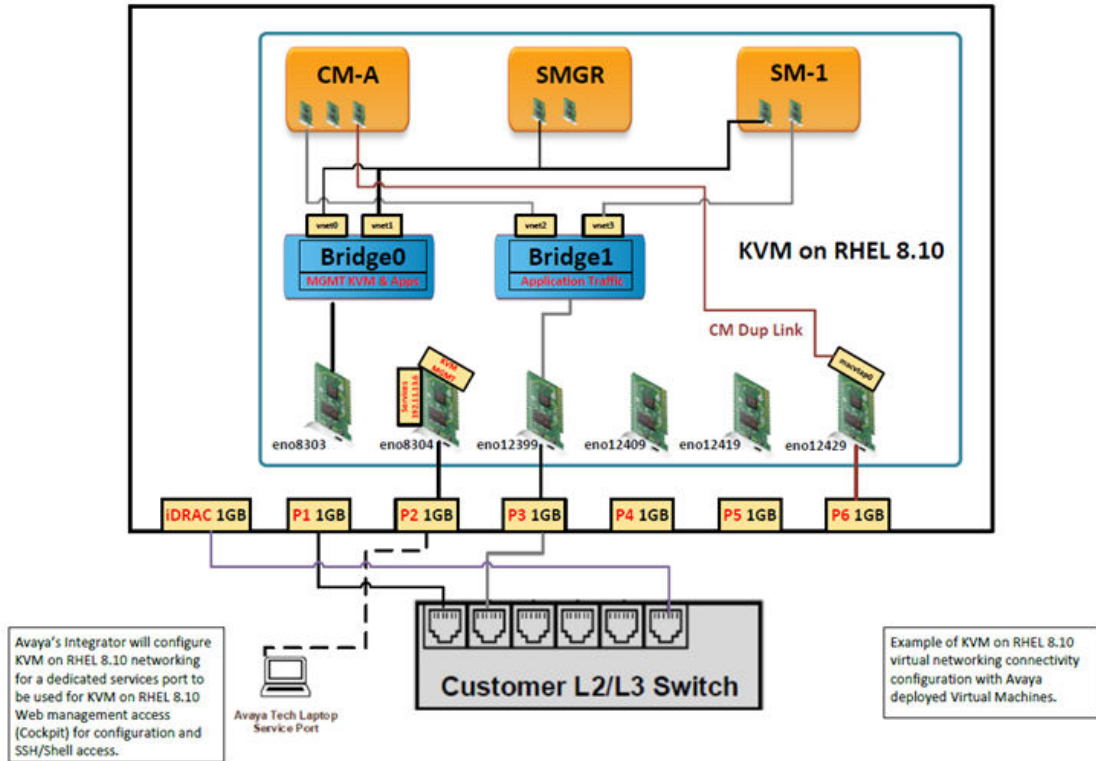 CM-A
SMGR
SM-1
vnet0
vnet1
vnet2
vnet3
Bridge0
MGMT KVM & Apps
Bridge1
Application Traffic
KVM on RHEL 8.10
CM Dup Link
KVM
MGMT
Services
192.11.13.6
macvtap0
eno8303
eno8304
eno12399
eno12409
eno12419
eno12429
iDRAC 1GB
P1 1GB
P2 1GB
P3 1GB
P4 1GB
P5 1GB
P6 1GB
Avaya's Integrator will configure
KVM on RHEL 8.10 networking
for a dedicated services port to
be used for KVM on RHEL 8.10
Web management access
(Cockpit) for configuration and
SSH/Shell access.
Avaya Tech Laptop
Service Port
Customer L2/L3 Switch
Example of KVM on RHEL 8.10
virtual networking connectivity
configuration with Avaya
deployed Virtual Machines.